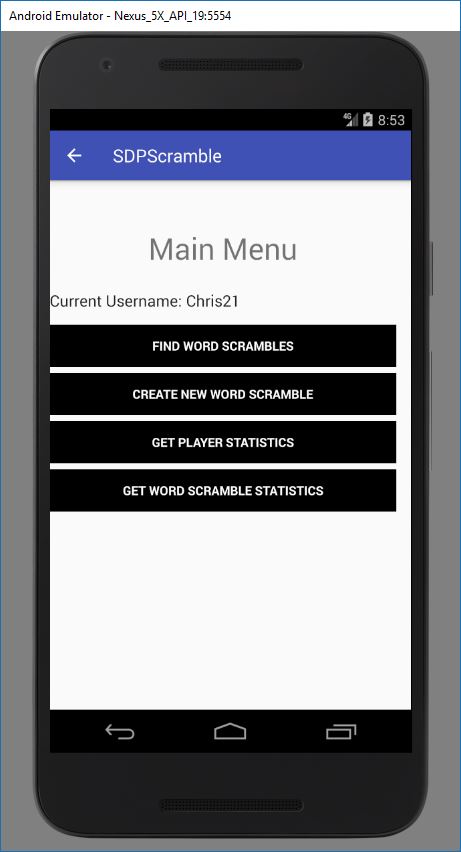 Android Emulator - Nexus_5X_API_19:5554
4G 8:53
SDPScramble
Main Menu
Current Username: Chris21
FIND WORD SCRAMBLES
CREATE NEW WORD SCRAMBLE
GET PLAYER STATISTICS
GET WORD SCRAMBLE STATISTICS